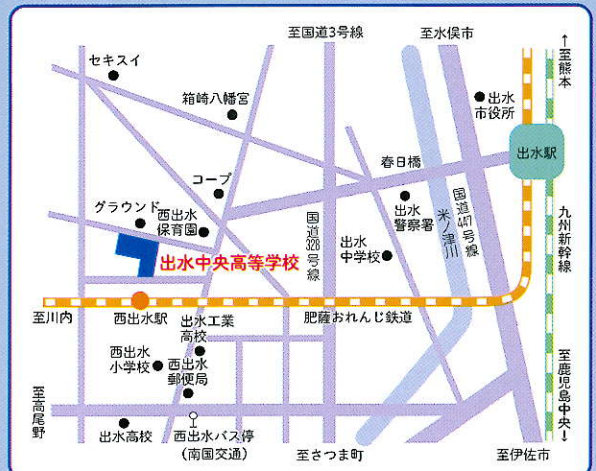 至国道3号線
至水俣市
↑至熊本
セキスイ
箱崎八幡宮
出水
市役所
出水駅
コープ
春日橋
グラウンド
西出水
保育園
出水
警察署
国道328号線
出水
中学校
米ノ津川
国道447号線
九州新幹線
出水中央高等学校
至川内
西出水駅
出水工業
高校
肥薩おれんじ鉄道
西出水
小学校
西出水
郵便局
至高尾野
至鹿児島中央↓
出水高校
西出水バス停
(南国交通)
至さつま町
至伊佐市